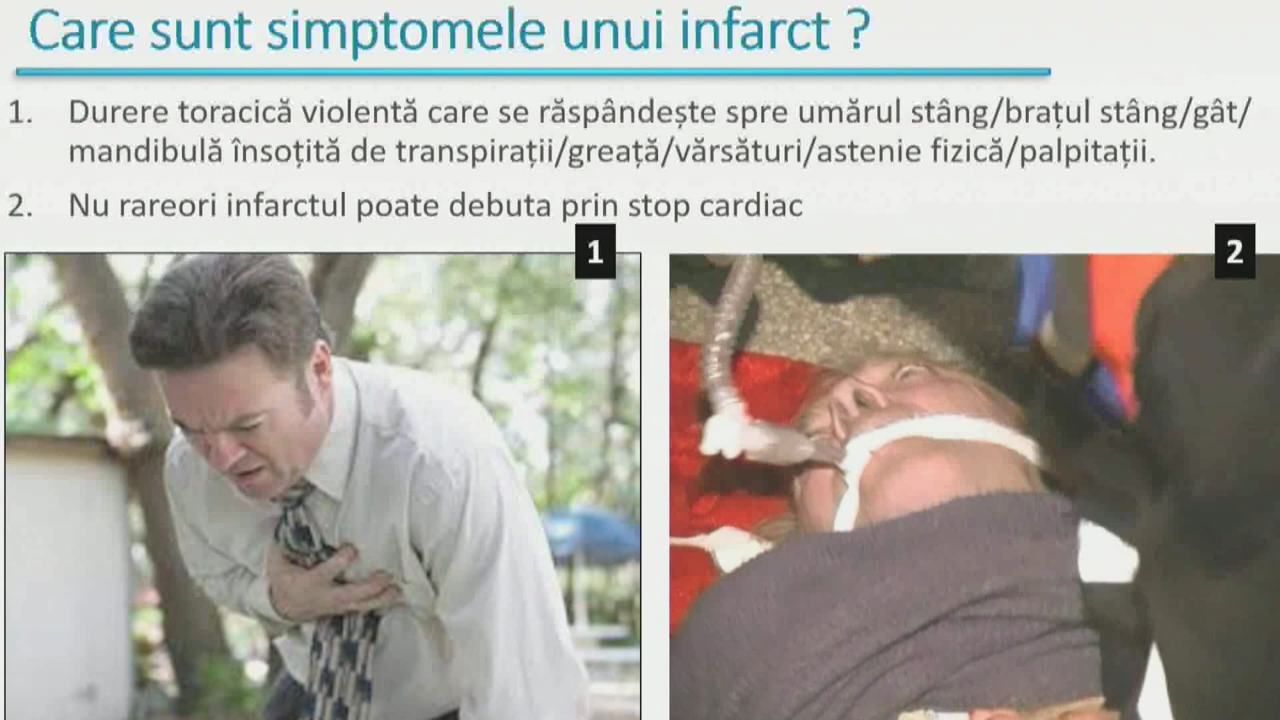 Care sunt simptomele unui infarct ?
1. Durere toracică violentă care se răspândește spre umărul stâng/brațul stâng/gât/
mandibulă însoțită de transpirații/greață/vărsături/astenie fizică/palpitații.
2. Nu rareori infarctul poate debuta prin stop cardiac
1
2